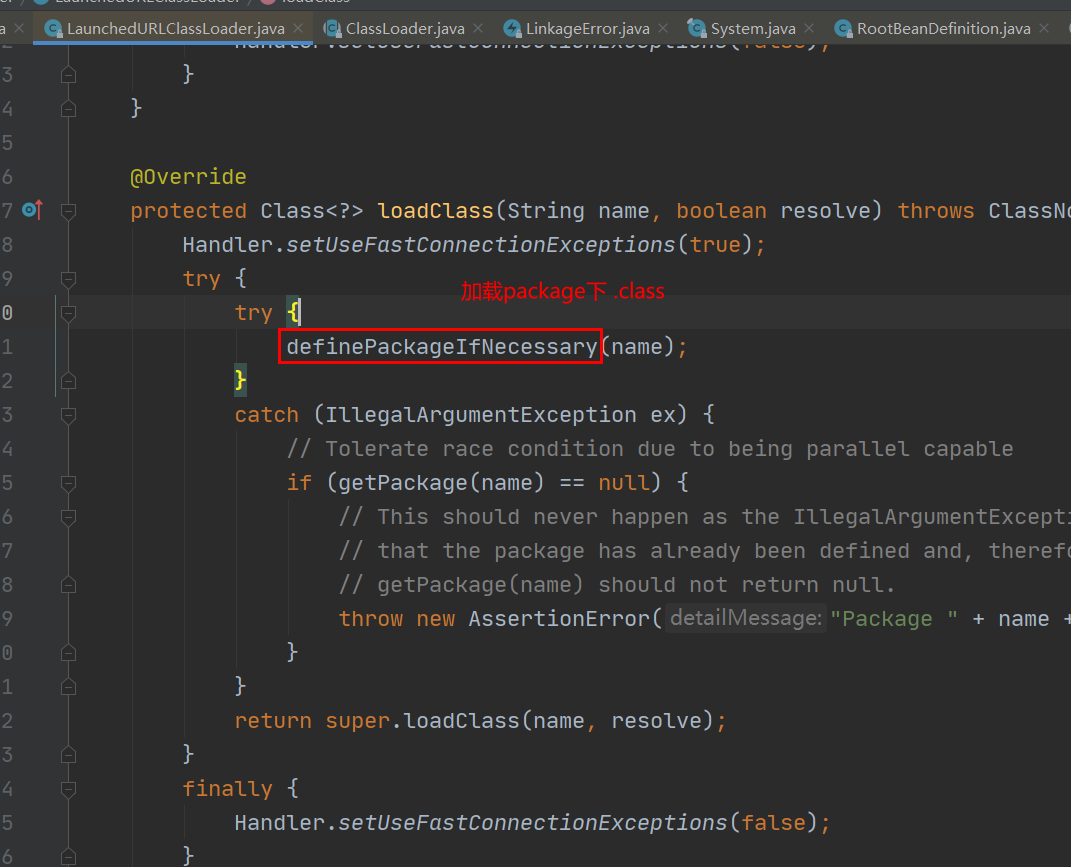 LaunchedURLClassLoader loadClass
a LaunchedURLClassLoader.java ClassLoader.java LinkageError.java System.java RootBeanDefinition.java
2 Handler.setUseFastConnectionExceptions(false);
3 }
4 }
5
6 @Override
7 protected Class<?> loadClass(String name, boolean resolve) throws ClassNo
8 Handler.setUseFastConnectionExceptions(true);
9 try {
加载package下 .class
0 try {
1 definePackageIfNecessary(name);
2 }
3 catch (IllegalArgumentException ex) {
4 // Tolerate race condition due to being parallel capable
5 if (getPackage(name) == null) {
6 // This should never happen as the IllegalArgumentExcepti
7 // that the package has already been defined and, therefo
8 // getPackage(name) should not return null.
9 throw new AssertionError( detailMessage: "Package " + name +
0 }
1 }
2 return super.loadClass(name, resolve);
3 }
4 finally {
5 Handler.setUseFastConnectionExceptions(false);
6 }